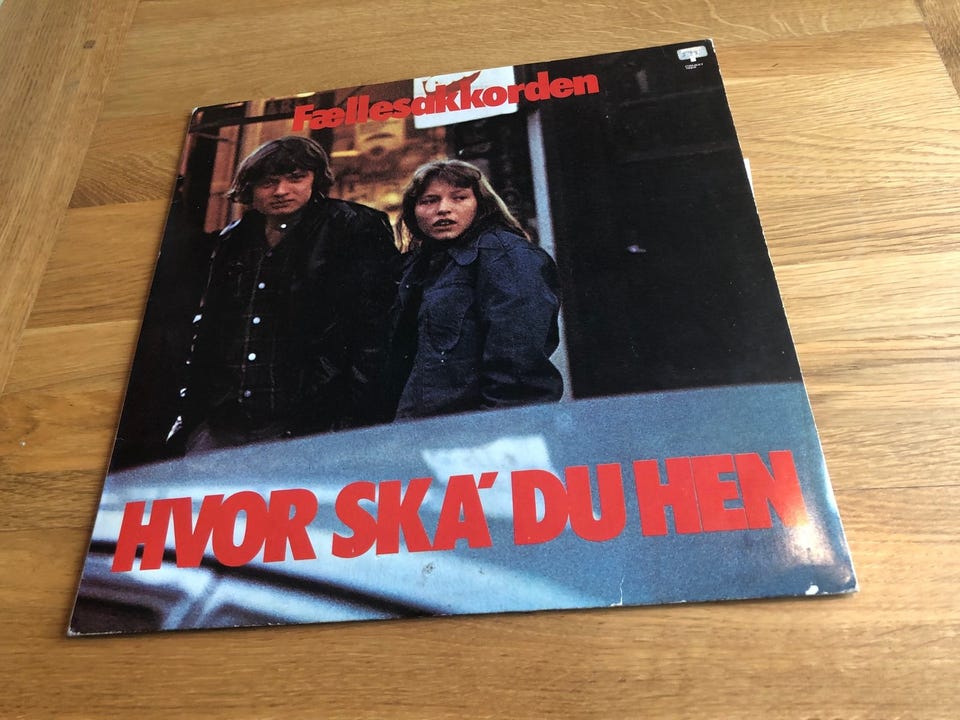 Fællesakkorden
HVOR SKA' DU HEN